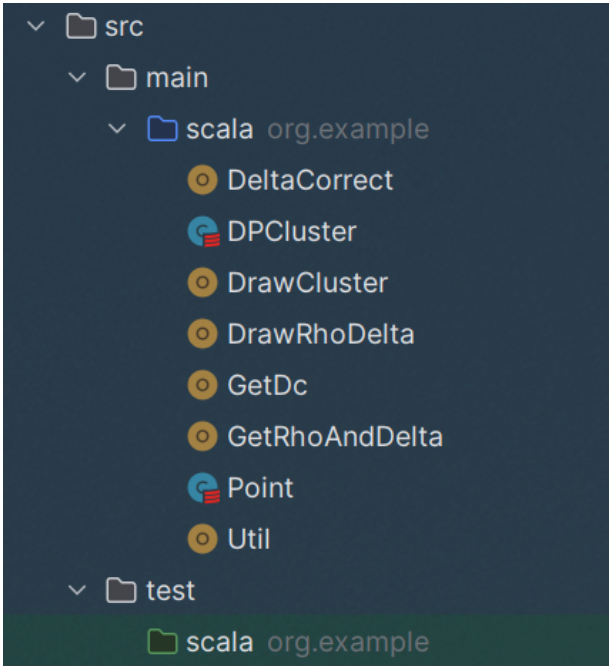 src
main
scala org.example
DeltaCorrect
DPCluster
DrawCluster
DrawRhoDelta
GetDc
GetRhoAndDelta
Point
Util
test
scala org.example